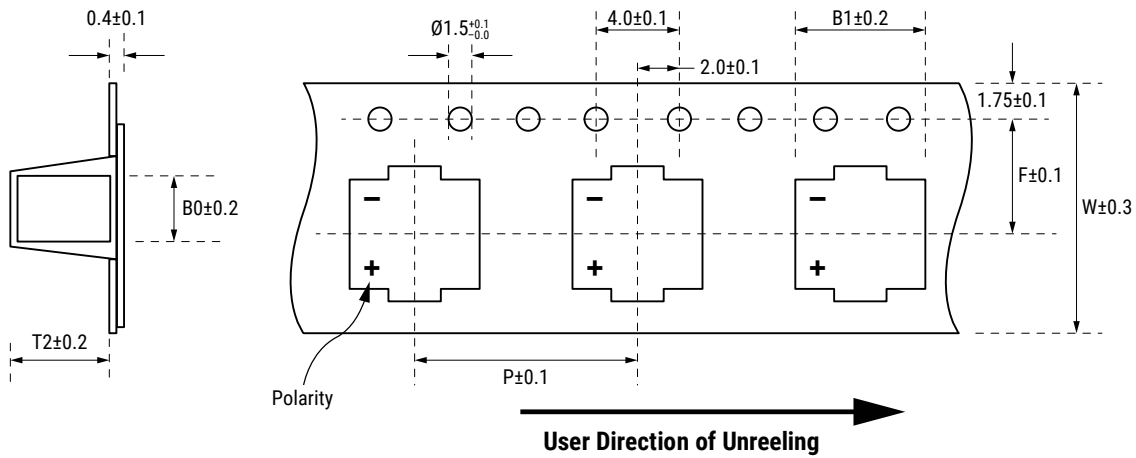 0.4±0.1
Ø1.5+0.1-0.0
4.0±0.1
B1±0.2
2.0±0.1
1.75±0.1
B0±0.2
F±0.1
W±0.3
− − −
+ + +
T2±0.2
P±0.1
Polarity
User Direction of Unreeling